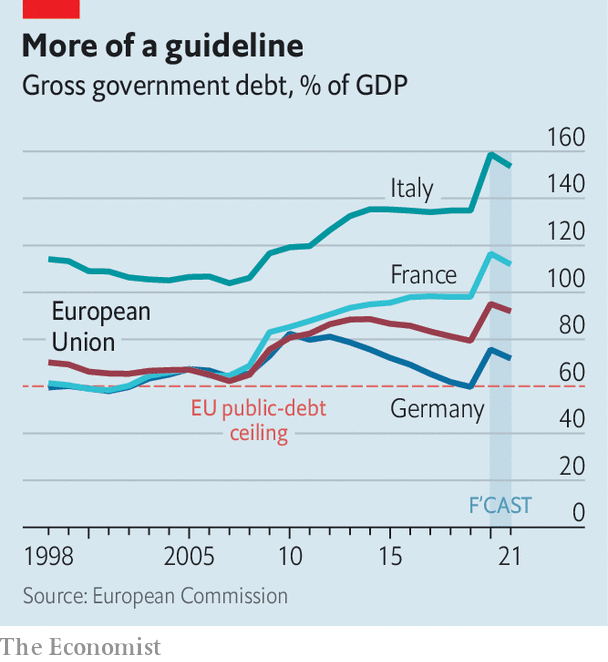 More of a guideline
Gross government debt, % of GDP
160
Italy
140
120
France
100
European
Union
80
60
EU public-debt
ceiling
Germany
40
20
F'CAST
0
1998
2005
10
15
21
Source: European Commission
The Economist